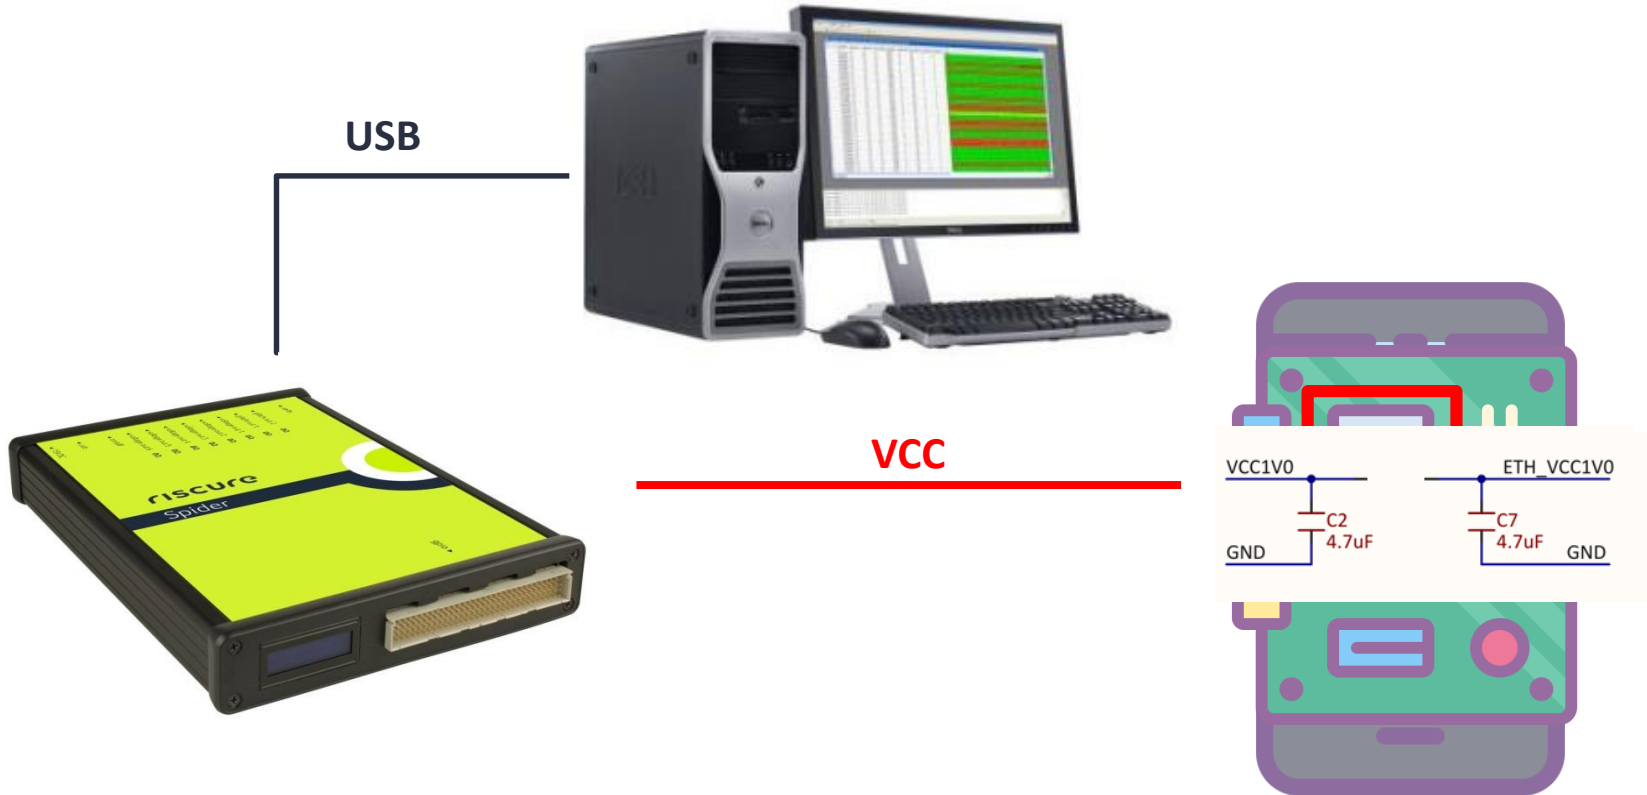 USB
riscure
Spider
VCC
VCC1V0
ETH_VCC1V0
C2
4.7uF
C7
4.7uF
GND
GND